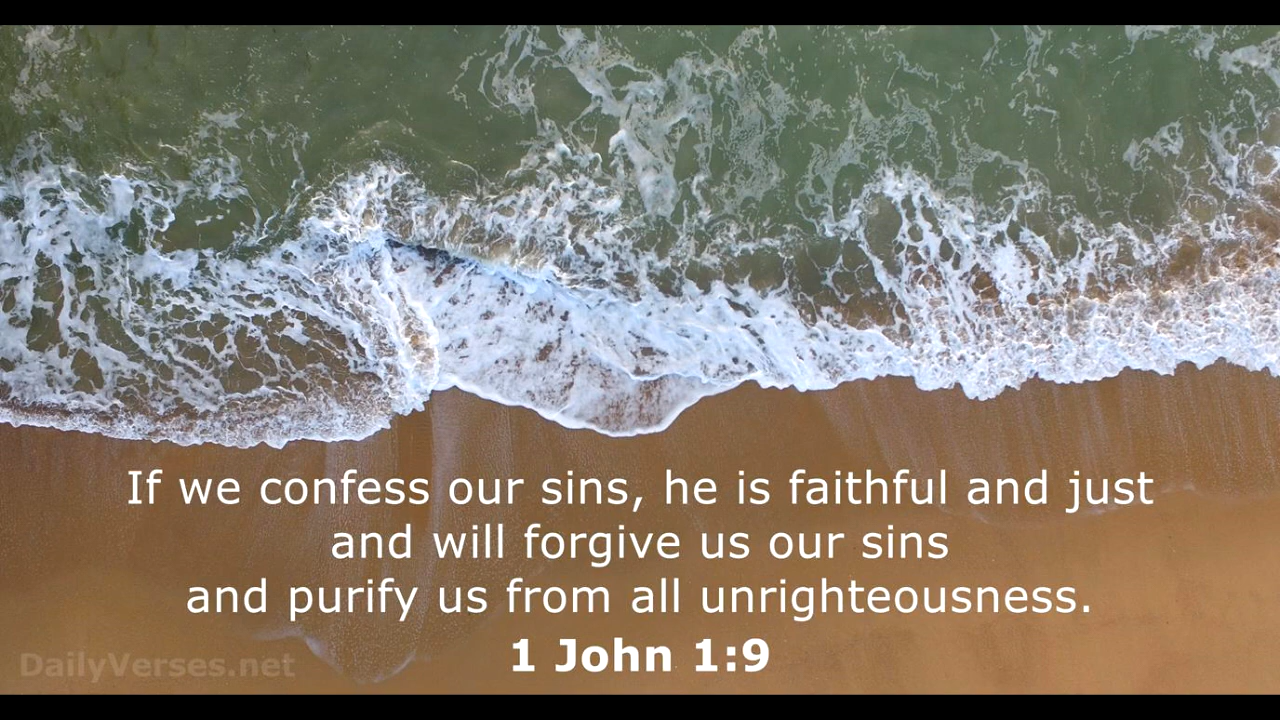 If we confess our sins, he is faithful and just
and will forgive us our sins
and purify us from all unrighteousness.
1 John 1:9
DailyVerses.net